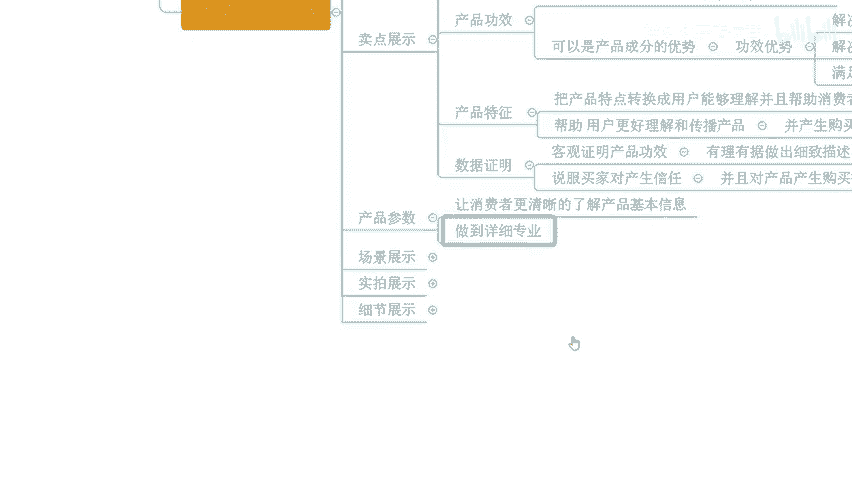 产品功效
解
卖点展示
可以是产品成分的优势
功效优势
解
满
把产品特点转换成用户能够理解并且帮助消费
产品特征
帮助 用户更好理解和传播产品
并产生购买
客观证明产品功效
有理有据做出细致描述
数据证明
说服买家对产生信任
并且对产品产生购买
让消费者更清晰的了解产品基本信息
产品参数
做到详细专业
场景展示
实拍展示
细节展示